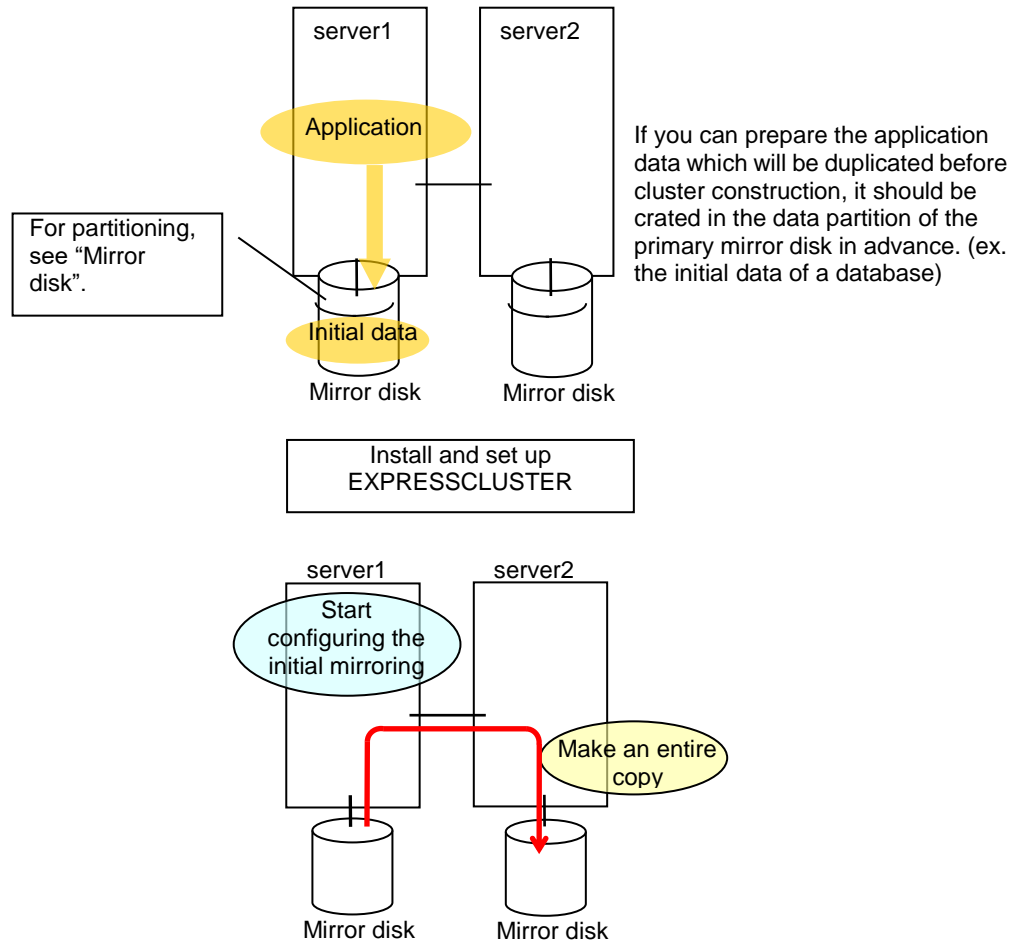 server1
server2
Application
If you can prepare the application
data which will be duplicated before
cluster construction, it should be
crated in the data partition of the
primary mirror disk in advance. (ex.
the initial data of a database)
For partitioning,
see “Mirror
disk”.
Initial data
Mirror disk
Mirror disk
Install and set up
EXPRESSCLUSTER
server1
server2
Start
configuring the
initial mirroring
Make an entire
copy
Mirror disk
Mirror disk